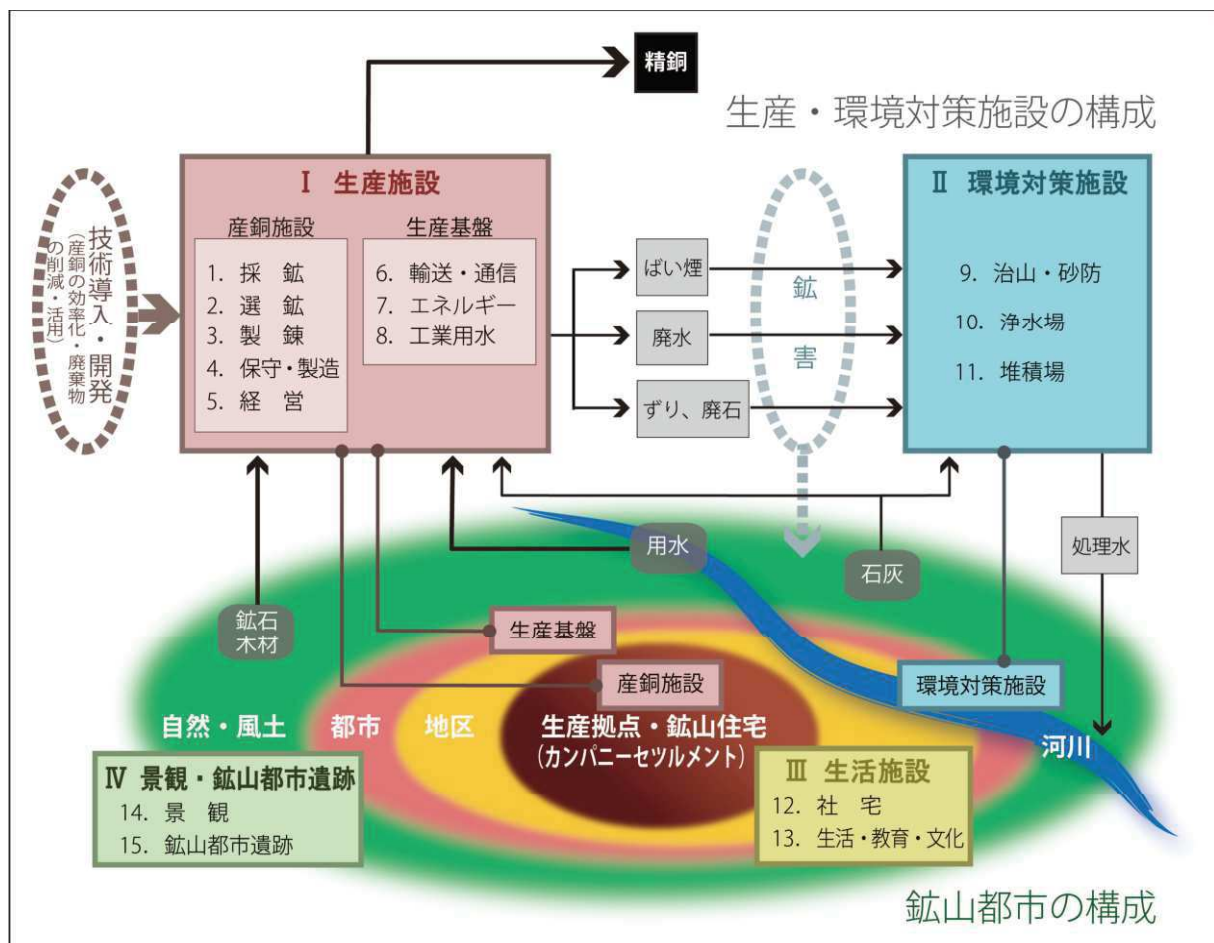 精銅
生産・環境対策施設の構成
技術導入・開発
(産銅の効率化・廃棄物
の削減・活用)
Ⅰ 生産施設
産銅施設
1. 採 鉱
2. 選 鉱
3. 製 錬
4. 保守・製造
5. 経 営
生産基盤
6. 輸送・通信
7. エネルギー
8. 工業用水
ばい煙
廃水
ずり、廃石
鉱
害
Ⅱ 環境対策施設
9. 治山・砂防
10. 浄水場
11. 堆積場
用水
石灰
処理水
鉱石
木材
生産基盤
産銅施設
環境対策施設
自然・風土
都市
地区
生産拠点・鉱山住宅
(カンパニーセツルメント)
河川
Ⅳ 景観・鉱山都市遺跡
14. 景 観
15. 鉱山都市遺跡
Ⅲ 生活施設
12. 社 宅
13. 生活・教育・文化
鉱山都市の構成